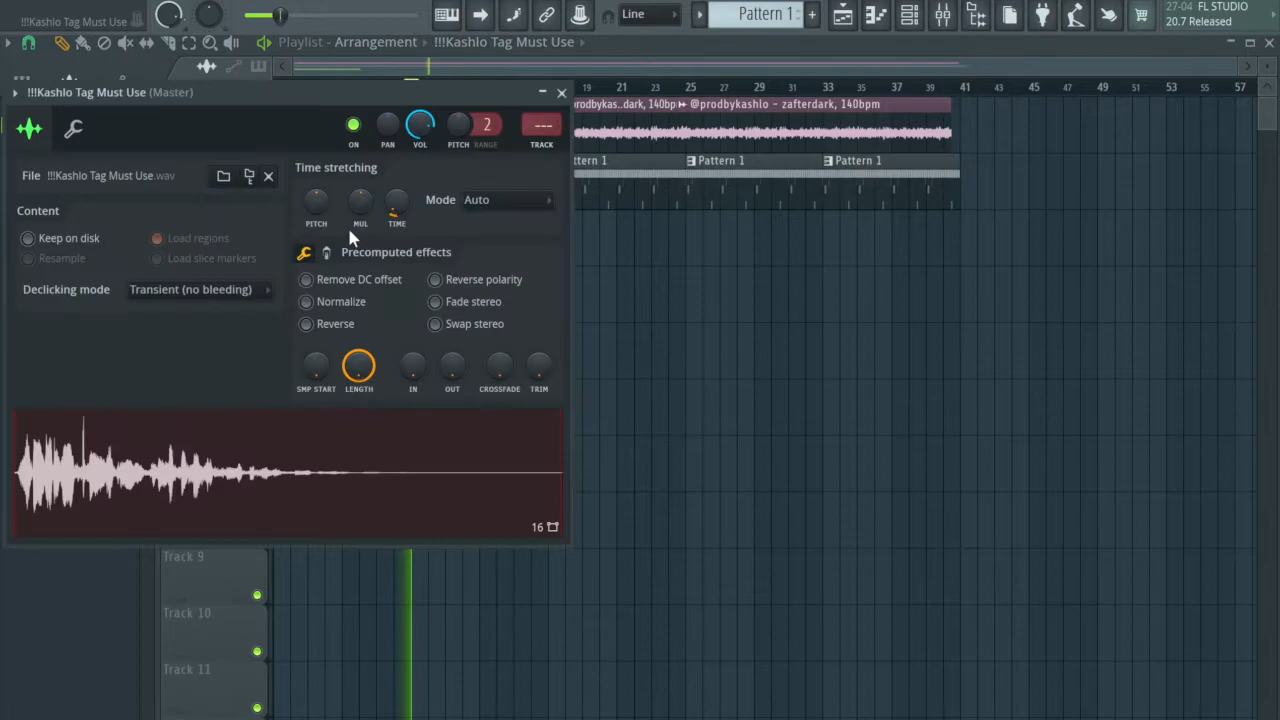 !!!Kashlo Tag Must Use
Line
Pattern 1
27-04 FL STUDIO
20.7 Released
Playlist - Arrangement
!!!Kashlo Tag Must Use
!!!Kashlo Tag Must Use (Master)
19 21 23 25 27 29 31 33 35 37 39 41 43 45 47 49 51 53 55 57
rodbykas..dark, 140bpm @prodbykashlo - zafterdark, 140bpm
ttern 1 Pattern 1 Pattern 1
ON PAN VOL PITCH 2 RANGE --- TRACK
File !!!Kashlo Tag Must Use.wav
Time stretching
PITCH MUL TIME
Mode Auto
Content
Keep on disk Load regions
Resample Load slice markers
Declicking mode Transient (no bleeding)
Precomputed effects
Remove DC offset Reverse polarity
Normalize Fade stereo
Reverse Swap stereo
SMP START LENGTH IN OUT CROSSFADE TRIM
16
Track 9
Track 10
Track 11